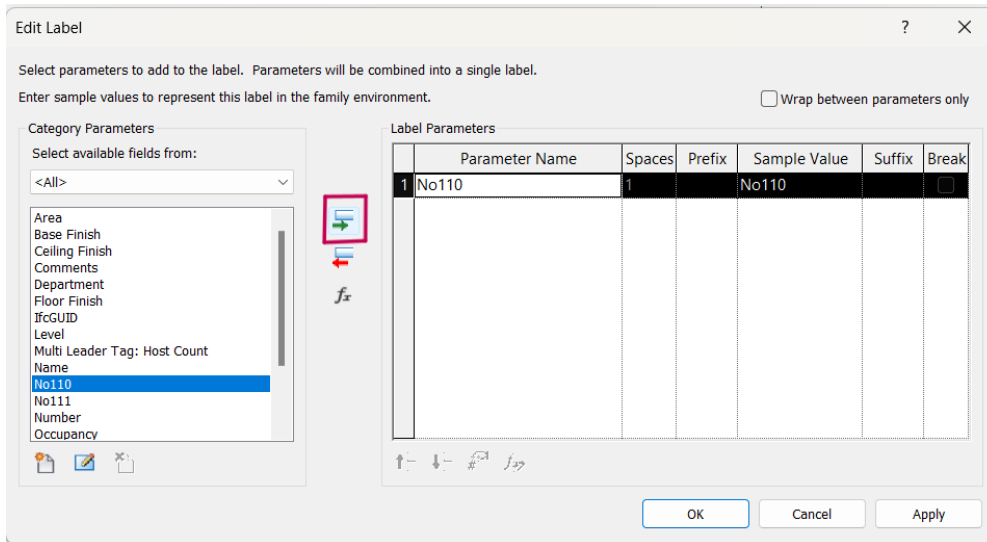 Edit Label
?
Select parameters to add to the label. Parameters will be combined into a single label.
Enter sample values to represent this label in the family environment.
Wrap between parameters only
Category Parameters
Select available fields from:
<All>
Area
Base Finish
Ceiling Finish
Comments
Department
Floor Finish
IfcGUID
Level
Multi Leader Tag: Host Count
Name
No110
No111
Number
Occupancy
fx
Label Parameters
Parameter Name Spaces Prefix Sample Value Suffix Break
1 No110 1 No110
OK Cancel Apply